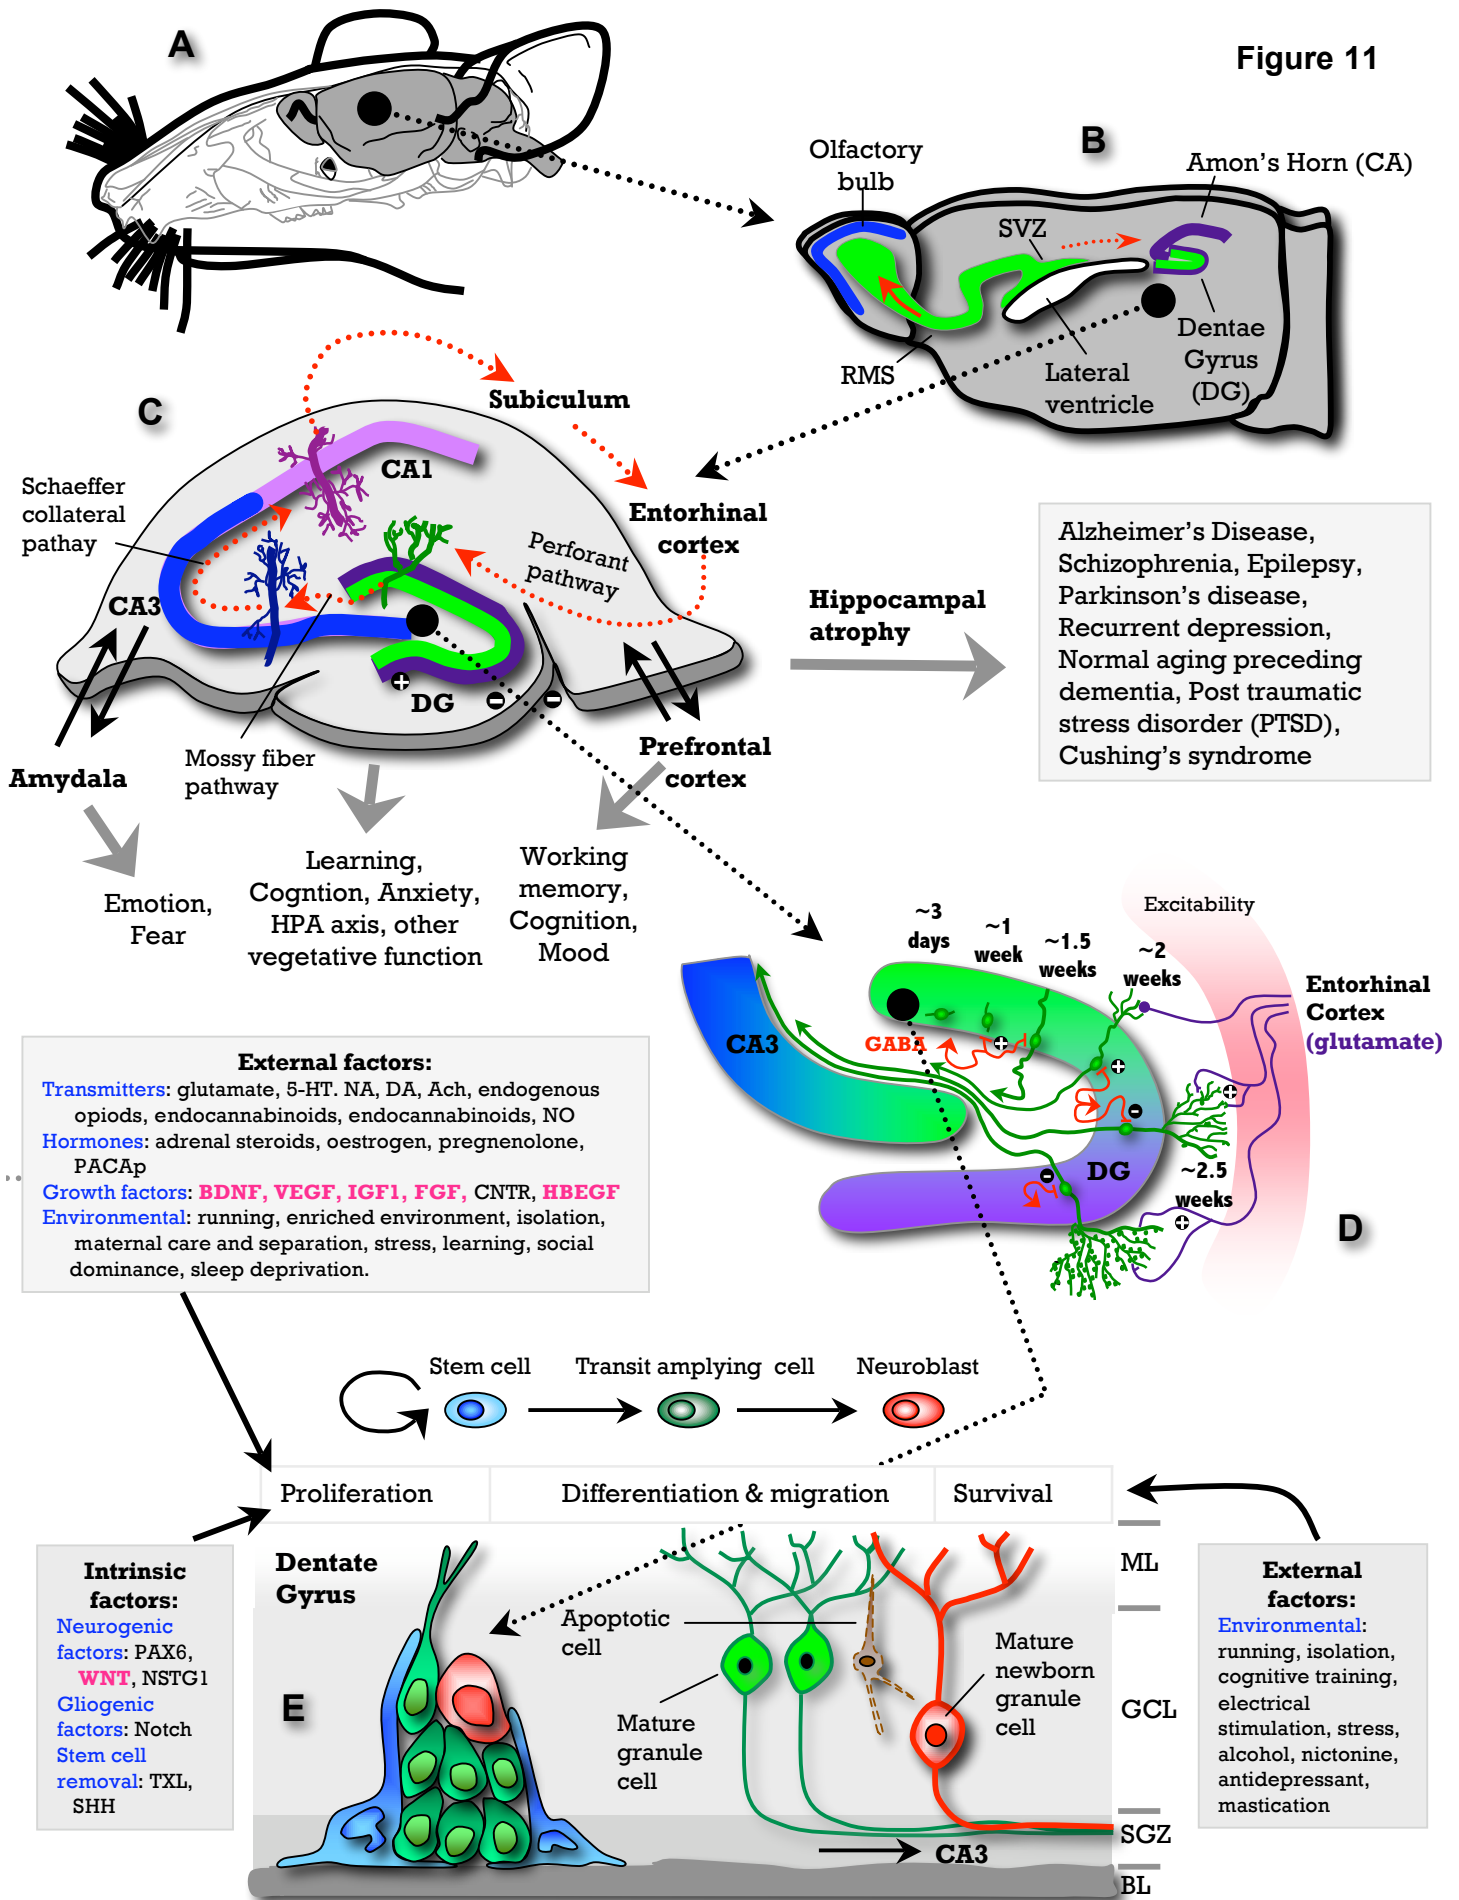 A
Figure 11
B
Olfactory
bulb
Amon's Horn (CA)
SVZ
RMS
Lateral
ventricle
Dentae
Gyrus
(DG)
C
Subiculum
CA1
Schaeffer
collateral
pathay
Entorhinal
cortex
Perforant
pathway
CA3
DG
Mossy fiber
pathway
Amydala
Prefrontal
cortex
Emotion,
Fear
Learning,
Cogntion, Anxiety,
HPA axis, other
vegetative function
Working
memory,
Cognition,
Mood
Hippocampal
atrophy
Alzheimer's Disease,
Schizophrenia, Epilepsy,
Parkinson's disease,
Recurrent depression,
Normal aging preceding
dementia, Post traumatic
stress disorder (PTSD),
Cushing's syndrome
~3
days
~1
week
~1.5
weeks
~2
weeks
Excitability
Entorhinal
Cortex
(glutamate)
CA3
GABA
DG
~2.5
weeks
D
External factors:
Transmitters: glutamate, 5-HT. NA, DA, Ach, endogenous
opiods, endocannabinoids, endocannabinoids, NO
Hormones: adrenal steroids, oestrogen, pregnenolone,
PACAp
Growth factors: BDNF, VEGF, IGF1, FGF, CNTR, HBEGF
Environmental: running, enriched environment, isolation,
maternal care and separation, stress, learning, social
dominance, sleep deprivation.
Stem cell
Transit amplying cell
Neuroblast
Proliferation
Differentiation & migration
Survival
Intrinsic
factors:
Neurogenic
factors: PAX6,
WNT, NSTG1
Gliogenic
factors: Notch
Stem cell
removal: TXL,
SHH
Dentate
Gyrus
E
Apoptotic
cell
Mature
granule
cell
Mature
newborn
granule
cell
CA3
ML
GCL
SGZ
BL
External
factors:
Environmental:
running, isolation,
cognitive training,
electrical
stimulation, stress,
alcohol, nictonine,
antidepressant,
mastication